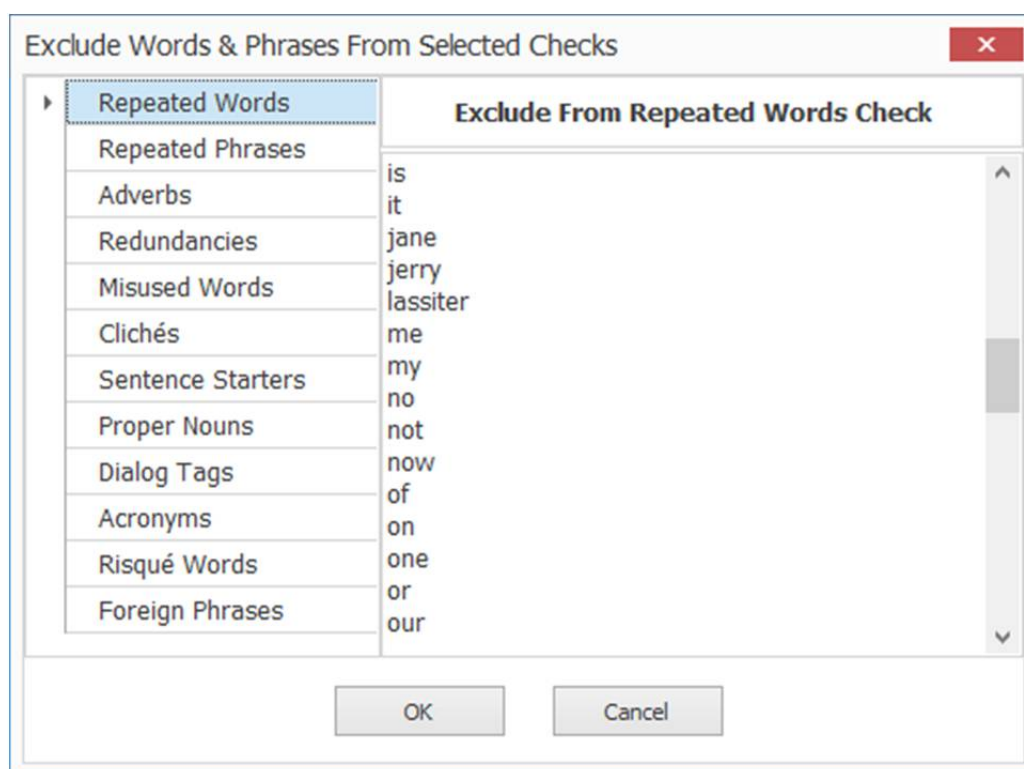 Exclude Words & Phrases From Selected Checks
Repeated Words
Repeated Phrases
Adverbs
Redundancies
Misused Words
Clichés
Sentence Starters
Proper Nouns
Dialog Tags
Acronyms
Risqué Words
Foreign Phrases
Exclude From Repeated Words Check
is
it
jane
jerry
lassiter
me
my
no
not
now
of
on
one
or
our
OK
Cancel